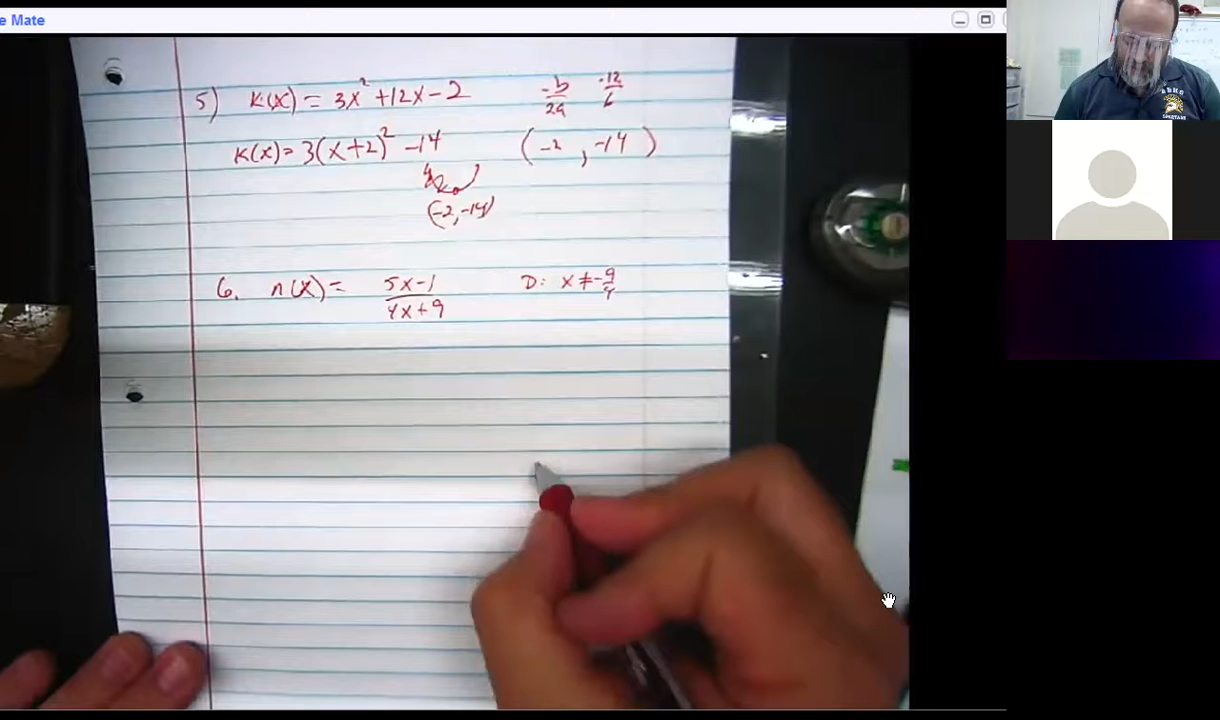 e Mate
5) K(x) = 3x² +12x-2 -b/2a -12/6
K(x)= 3(x+2)² -14 (-2, -14)
(-2,-14)
6. n(x)= 5x-1/4x+9 D: x≠-9/4
SPARTANS